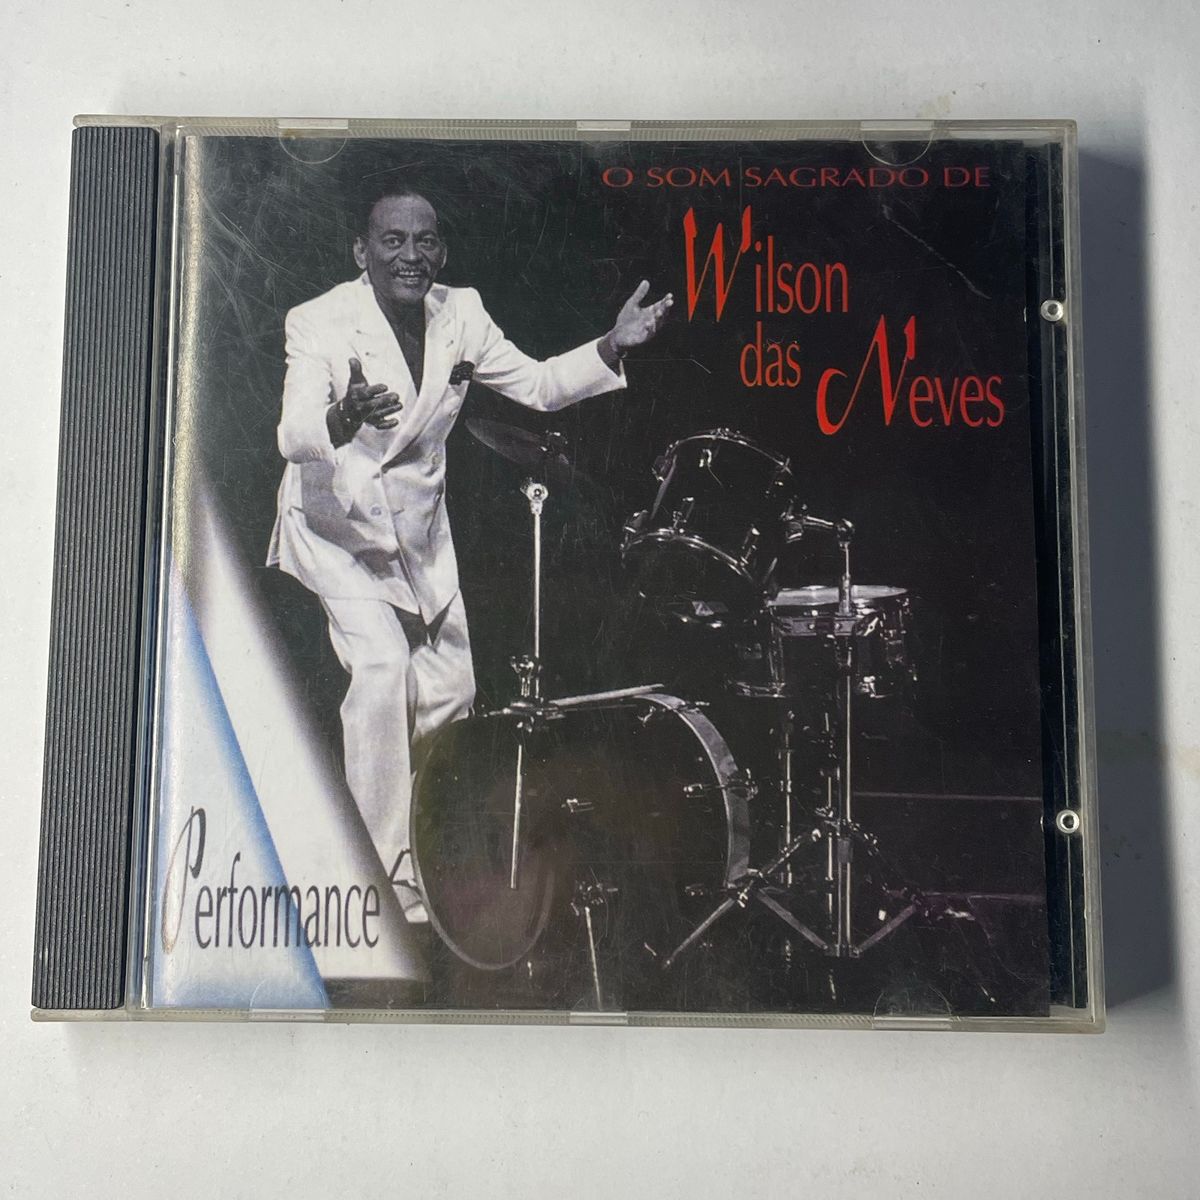 O SOM SAGRADO DE
Wilson
das Neves
Performance